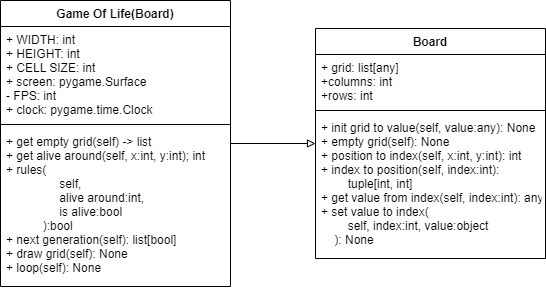 Game Of Life(Board)
+ WIDTH: int
+ HEIGHT: int
+ CELL SIZE: int
+ screen: pygame.Surface
- FPS: int
+ clock: pygame.time.Clock
+ get empty grid(self) -> list
+ get alive around(self, x:int, y:int); int
+ rules(
self,
alive around:int,
is alive:bool
):bool
+ next generation(self): list[bool]
+ draw grid(self): None
+ loop(self): None
Board
+ grid: list[any]
+columns: int
+rows: int
+ init grid to value(self, value:any): None
+ empty grid(self): None
+ position to index(self, x:int, y:int): int
+ index to position(self, index:int):
tuple[int, int]
+ get value from index(self, index:int): any
+ set value to index(
self, index:int, value:object
): None